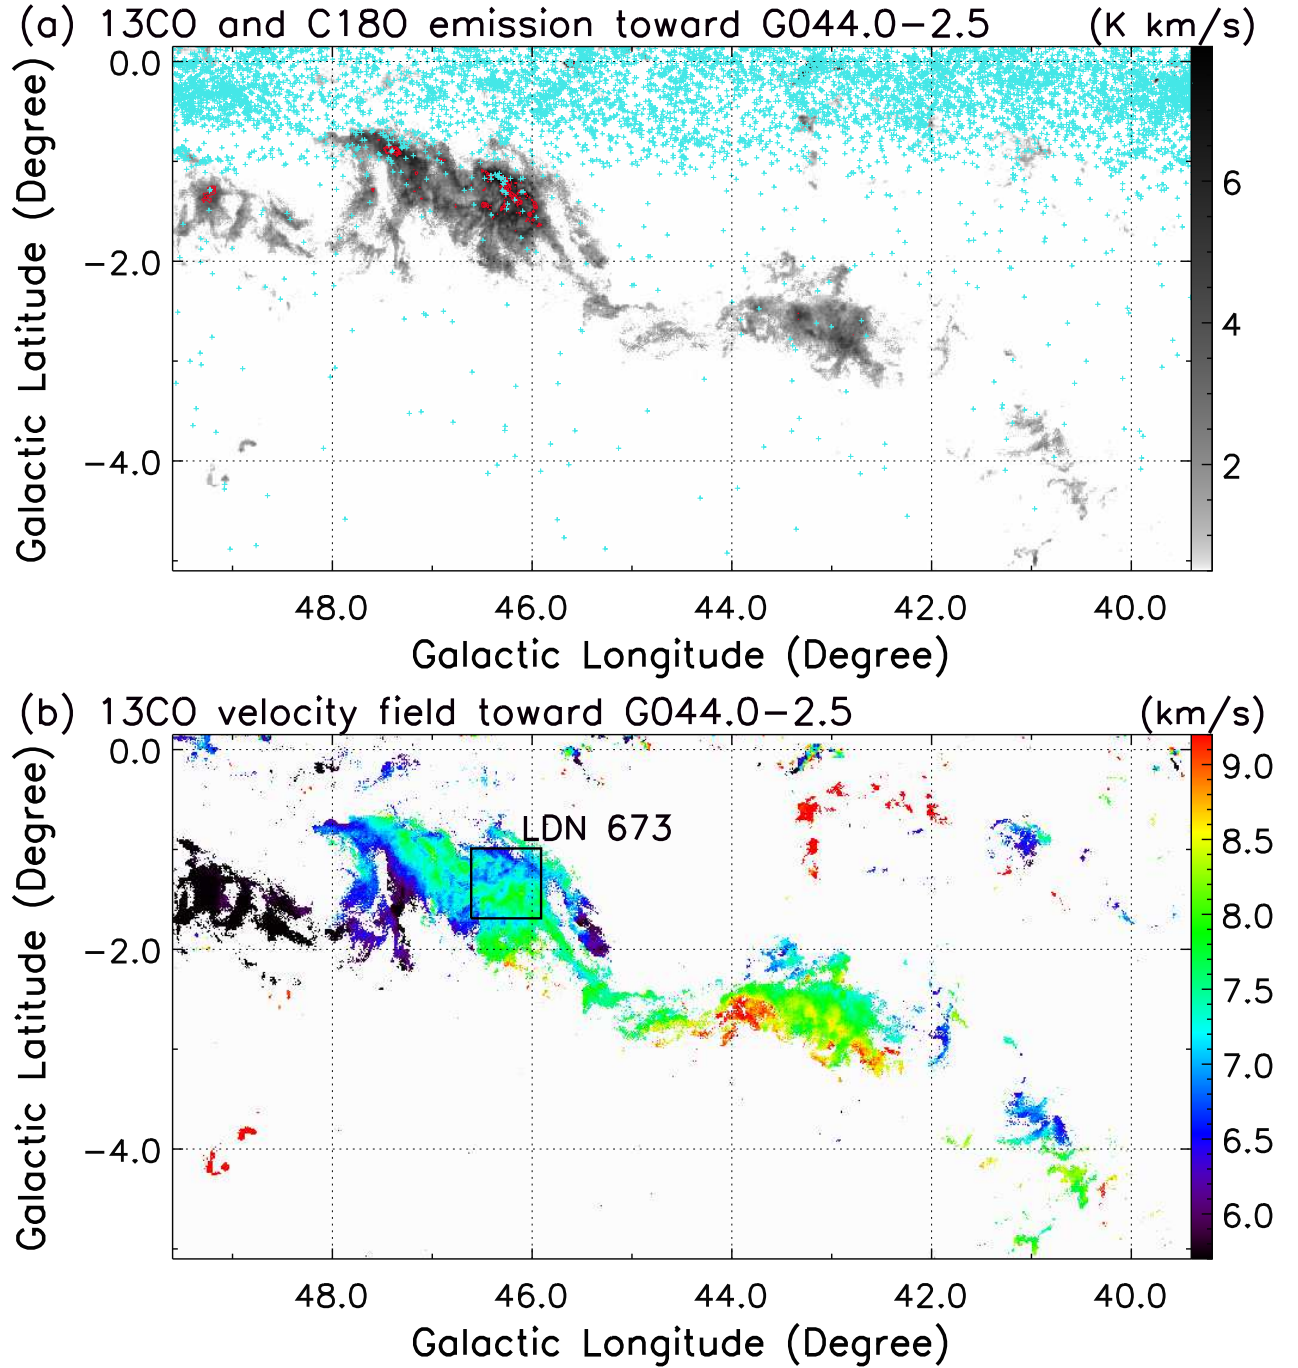 (a) 13CO and C18O emission toward G044.0−2.5 (K km/s)
0.0
−2.0
−4.0
Galactic Latitude (Degree)
6
4
2
48.0 46.0 44.0 42.0 40.0
Galactic Longitude (Degree)
(b) 13CO velocity field toward G044.0−2.5 (km/s)
0.0
−2.0
−4.0
Galactic Latitude (Degree)
LDN 673
9.0
8.5
8.0
7.5
7.0
6.5
6.0
48.0 46.0 44.0 42.0 40.0
Galactic Longitude (Degree)